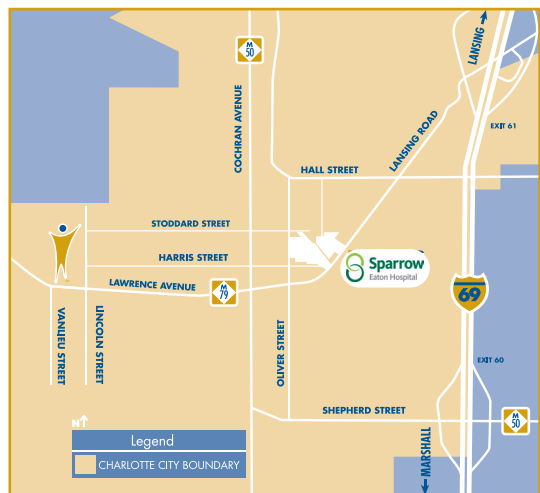 LANSING
M
50
COCHRAN AVENUE
LANSING ROAD
EXIT 61
HALL STREET
STODDARD STREET
HARRIS STREET
Sparrow
Eaton Hospital
LAWRENCE AVENUE
M
79
69
VANLIEU STREET
LINCOLN STREET
OLIVER STREET
EXIT 60
SHEPHERD STREET
M
50
N
MARSHALL
Legend
CHARLOTTE CITY BOUNDARY